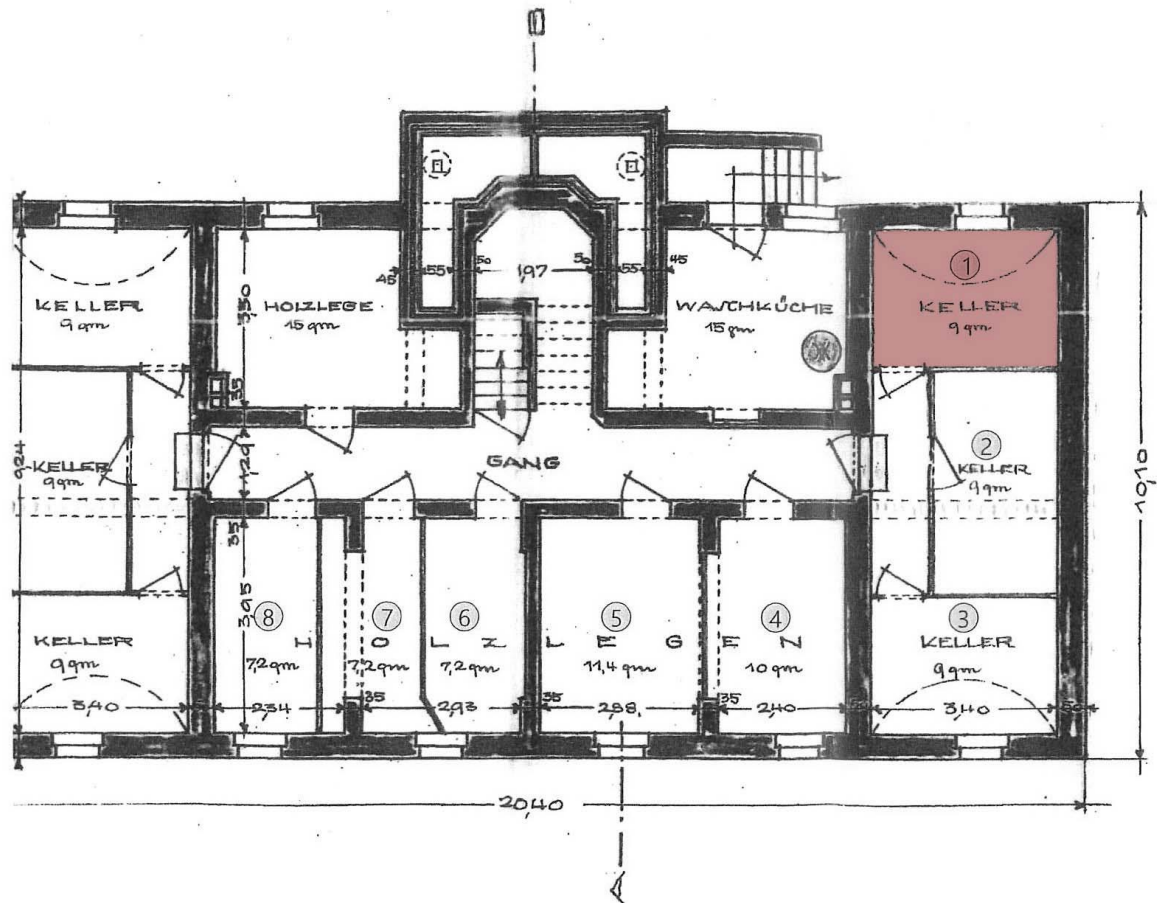 B
45
55
50
1,97
50
55
45
1
KELLER
9 qm
HOLZLEGE
15 qm
WASCHKÜCHE
15 qm
KELLER
9 qm
3,50
35
GANG
1,29
2
KELLER
9 qm
KELLER
9 qm
9,24
10,10
35
3,95
8
7
6
5
4
3
HOLZLEGEN
7,2 qm
7,2 qm
7,2 qm
11,4 qm
10 qm
KELLER
9 qm
KELLER
9 qm
35
35
35
3,40
2,34
2,93
2,88
2,40
3,40
50
20,40
A